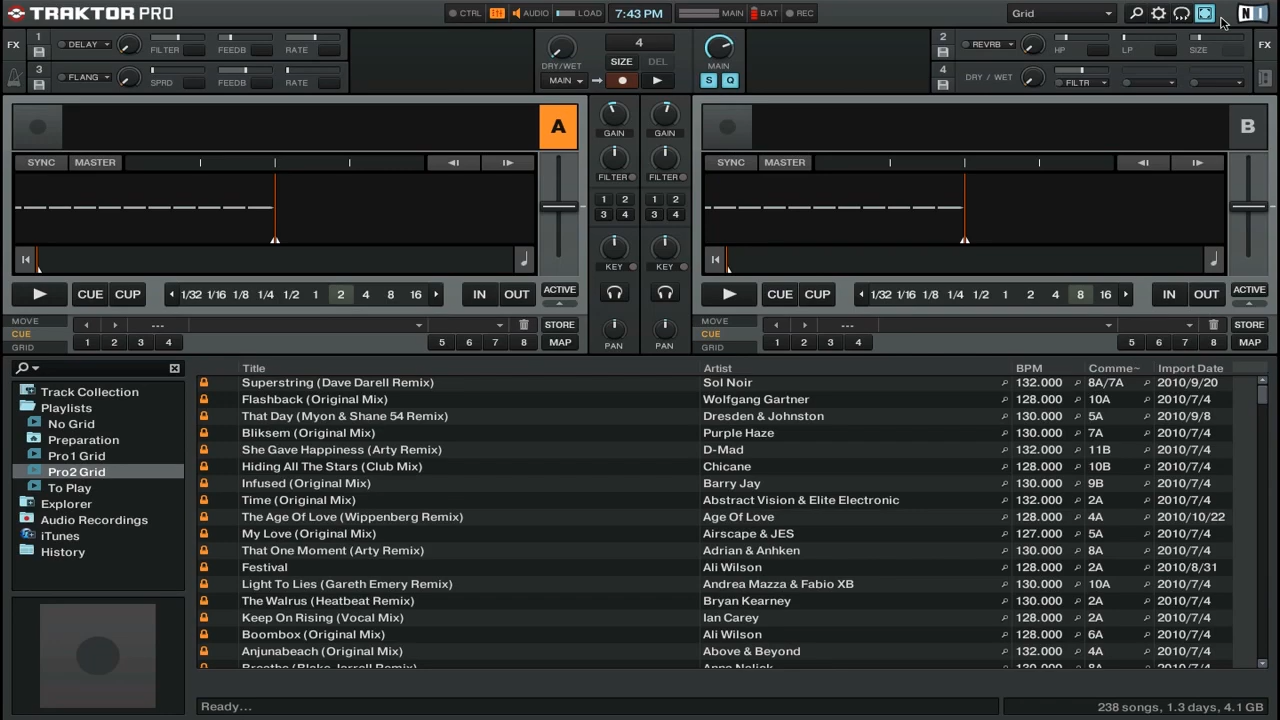 TRAKTOR PRO CTRL AUDIO LOAD 7:43 PM MAIN BAT REC Grid
FX 1 DELAY FILTER FEEDB RATE 4 2 REVRB HP LP SIZE FX
SIZE DEL
3 FLANG SPRD FEEDB RATE DRY/WET MAIN MAIN S Q 4 DRY / WET FILTR
A GAIN GAIN B
SYNC MASTER SYNC MASTER
FILTER FILTER
1 2 1 2
3 4 3 4
KEY KEY
CUE CUP 1/32 1/16 1/8 1/4 1/2 1 2 4 8 16 IN OUT ACTIVE CUE CUP 1/32 1/16 1/8 1/4 1/2 1 2 4 8 16 IN OUT ACTIVE
MOVE MOVE
CUE --- STORE CUE --- STORE
GRID 1 2 3 4 5 6 7 8 MAP PAN PAN GRID 1 2 3 4 5 6 7 8 MAP
Title Artist BPM Comme~ Import Date
Track Collection
Playlists
No Grid
Preparation
Pro1 Grid
Pro2 Grid
To Play
Explorer
Audio Recordings
iTunes
History
Superstring (Dave Darell Remix) Sol Noir 132.000 8A/7A 2010/9/20
Flashback (Original Mix) Wolfgang Gartner 128.000 10A 2010/7/4
That Day (Myon & Shane 54 Remix) Dresden & Johnston 130.000 5A 2010/9/8
Bliksem (Original Mix) Purple Haze 130.000 7A 2010/7/4
She Gave Happiness (Arty Remix) D-Mad 132.000 11B 2010/7/4
Hiding All The Stars (Club Mix) Chicane 128.000 10B 2010/7/4
Infused (Original Mix) Barry Jay 130.000 9B 2010/7/4
Time (Original Mix) Abstract Vision & Elite Electronic 132.000 2A 2010/7/4
The Age Of Love (Wippenberg Remix) Age Of Love 128.000 4A 2010/10/22
My Love (Original Mix) Airscape & JES 127.000 5A 2010/7/4
That One Moment (Arty Remix) Adrian & Anhken 130.000 8A 2010/7/4
Festival Ali Wilson 128.000 2A 2010/8/31
Light To Lies (Gareth Emery Remix) Andrea Mazza & Fabio XB 130.000 10A 2010/7/4
The Walrus (Heatbeat Remix) Bryan Kearney 130.000 2A 2010/7/4
Keep On Rising (Vocal Mix) Ian Carey 128.000 2A 2010/7/4
Boombox (Original Mix) Ali Wilson 128.000 6A 2010/7/4
Anjunabeach (Original Mix) Above & Beyond 132.000 4A 2010/7/4
Ready... 238 songs, 1.3 days, 4.1 GB